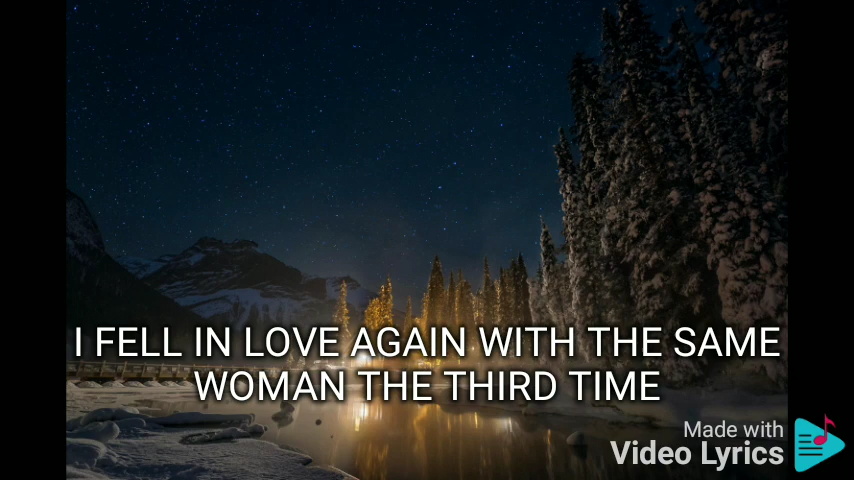 I FELL IN LOVE AGAIN WITH THE SAME
WOMAN THE THIRD TIME
Made with
Video Lyrics